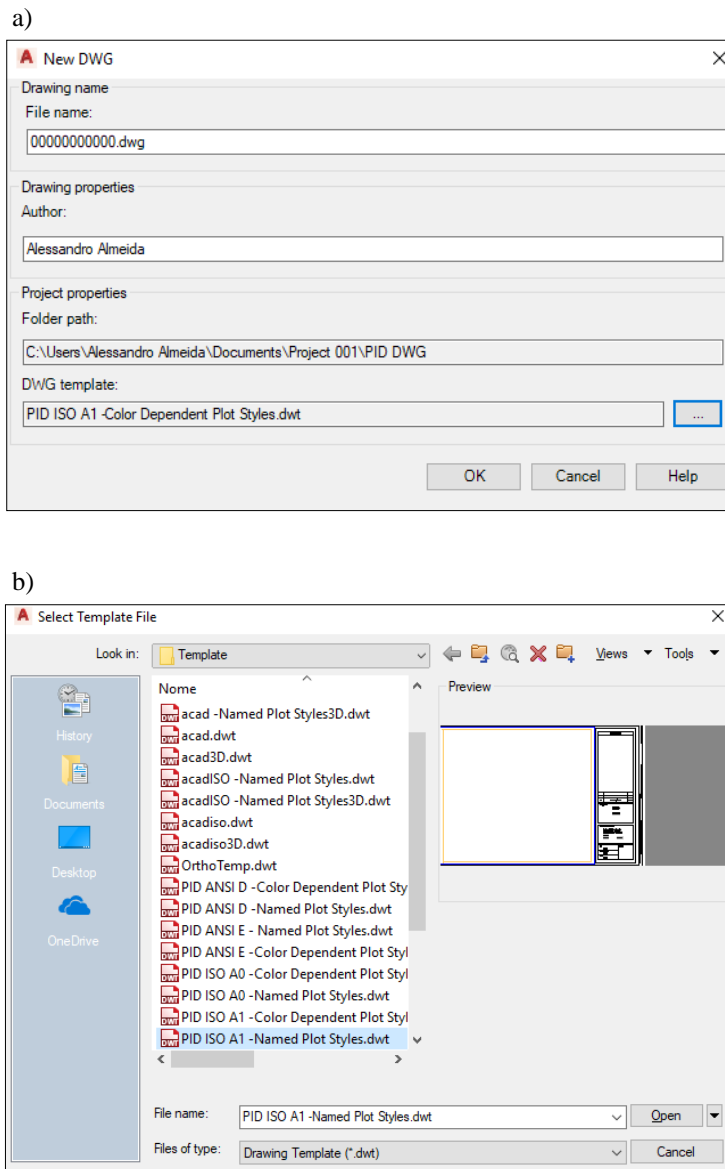 a)
New DWG
Drawing name
File name:
00000000000.dwg
Drawing properties
Author:
Alessandro Almeida
Project properties
Folder path:
C:\Users\Alessandro Almeida\Documents\Project 001\PID DWG
DWG template:
PID ISO A1 -Color Dependent Plot Styles.dwt
...
OK Cancel Help
b)
Select Template File
Look in: Template Views Tools
Nome
Preview
History
Documents
Desktop
OneDrive
acad -Named Plot Styles3D.dwt
acad.dwt
acad3D.dwt
acadISO -Named Plot Styles.dwt
acadISO -Named Plot Styles3D.dwt
acadiso.dwt
acadiso3D.dwt
OrthoTemp.dwt
PID ANSI D -Color Dependent Plot Sty
PID ANSI D -Named Plot Styles.dwt
PID ANSI E - Named Plot Styles.dwt
PID ANSI E -Color Dependent Plot Styl
PID ISO A0 -Color Dependent Plot Styl
PID ISO A0 -Named Plot Styles.dwt
PID ISO A1 -Color Dependent Plot Styl
PID ISO A1 -Named Plot Styles.dwt
File name: PID ISO A1 -Named Plot Styles.dwt Open
Files of type: Drawing Template (*.dwt) Cancel